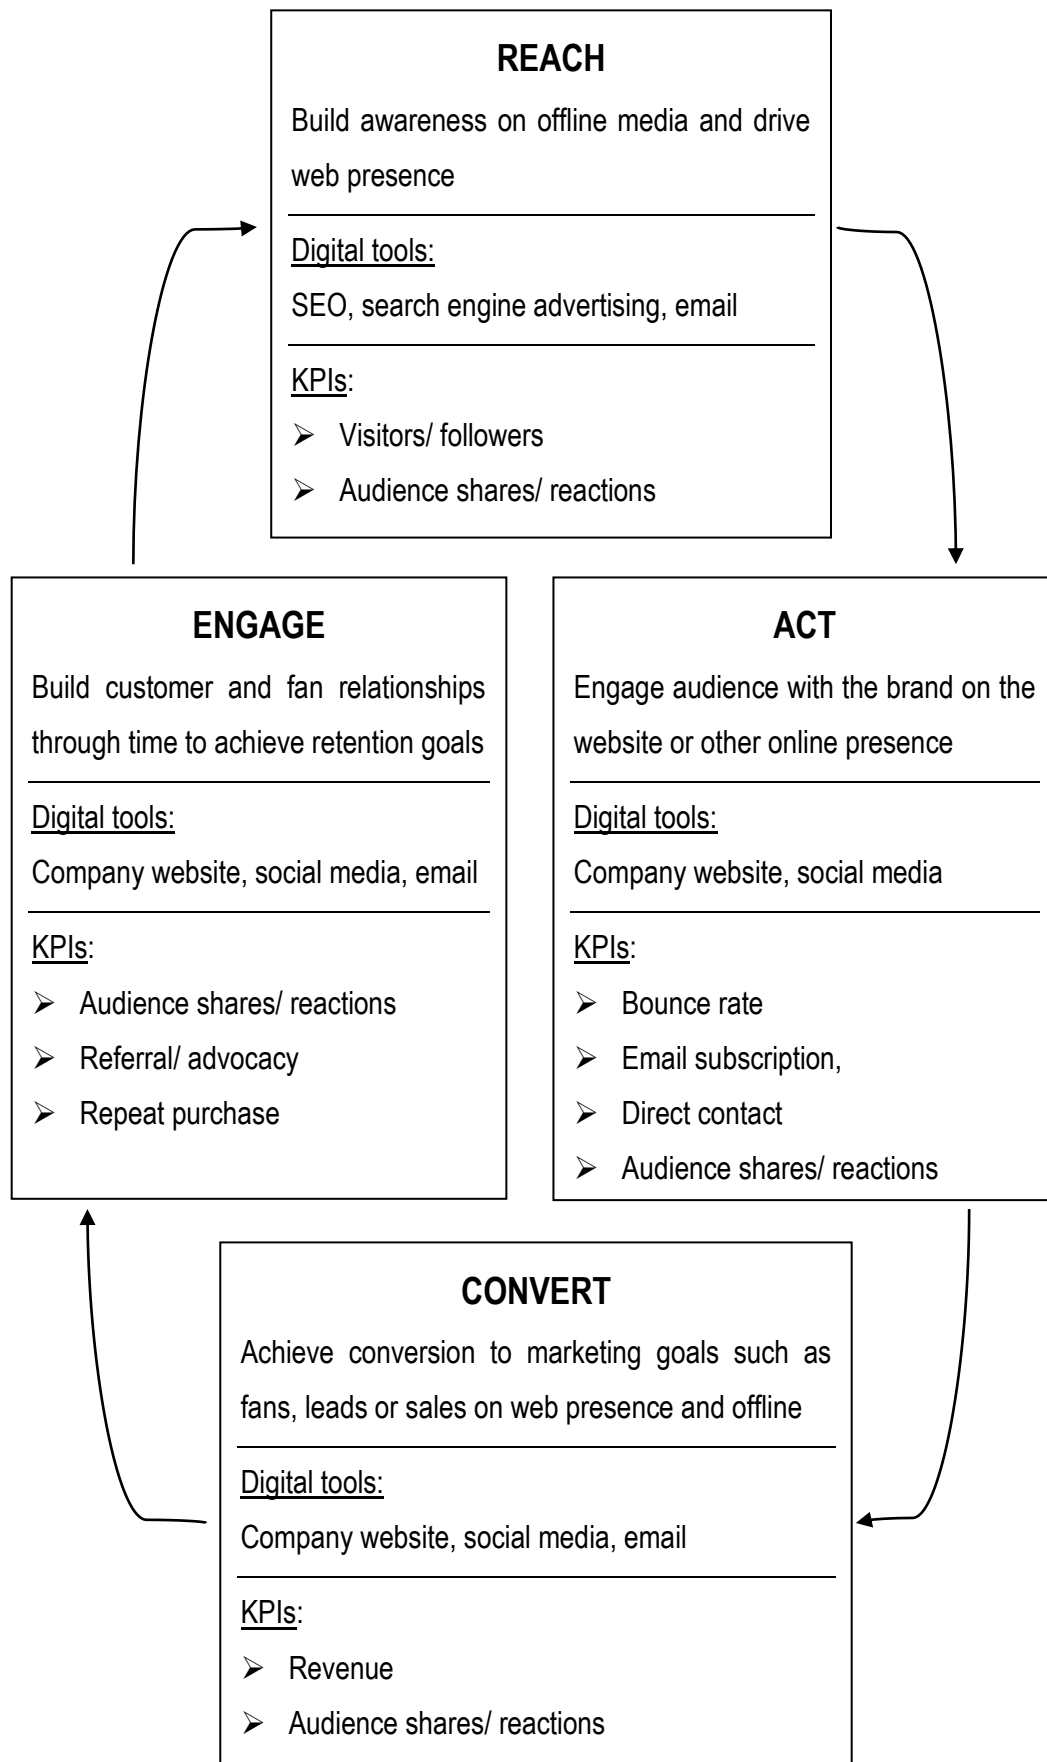 REACH
Build awareness on offline media and drive
web presence
Digital tools:
SEO, search engine advertising, email
KPIs:
➢ Visitors/ followers
➢ Audience shares/ reactions
ENGAGE
Build customer and fan relationships
through time to achieve retention goals
Digital tools:
Company website, social media, email
KPIs:
➢ Audience shares/ reactions
➢ Referral/ advocacy
➢ Repeat purchase
ACT
Engage audience with the brand on the
website or other online presence
Digital tools:
Company website, social media
KPIs:
➢ Bounce rate
➢ Email subscription,
➢ Direct contact
➢ Audience shares/ reactions
CONVERT
Achieve conversion to marketing goals such as
fans, leads or sales on web presence and offline
Digital tools:
Company website, social media, email
KPIs:
➢ Revenue
➢ Audience shares/ reactions